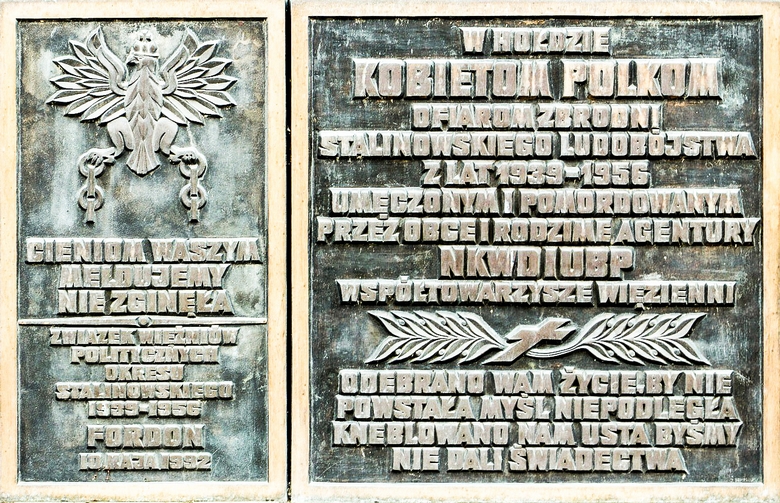 CIENIOM WASZYM
MELDUJEMY
NIE ZGINĘŁA
ZWIĄZEK WIĘŹNIÓW
POLITYCZNYCH
OKRESU
STALINOWSKIEGO
1939-1956
FORDON
10 MAJA 1992
W HOŁDZIE
KOBIETOM POLKOM
OFIAROM ZBRODNI
STALINOWSKIEGO LUDOBÓJSTWA
Z LAT 1939-1956
UMĘCZONYM I POMORDOWANYM
PRZEZ OBCE I RODZIME AGENTURY
NKWD I UBP
WSPÓŁTOWARZYSZE WIĘZIENNI
ODEBRANO WAM ŻYCIE, BY NIE
POWSTAŁA MYŚL NIEPODLEGŁA
KNEBLOWANO NAM USTA BYŚMY
NIE DALI ŚWIADECTWA